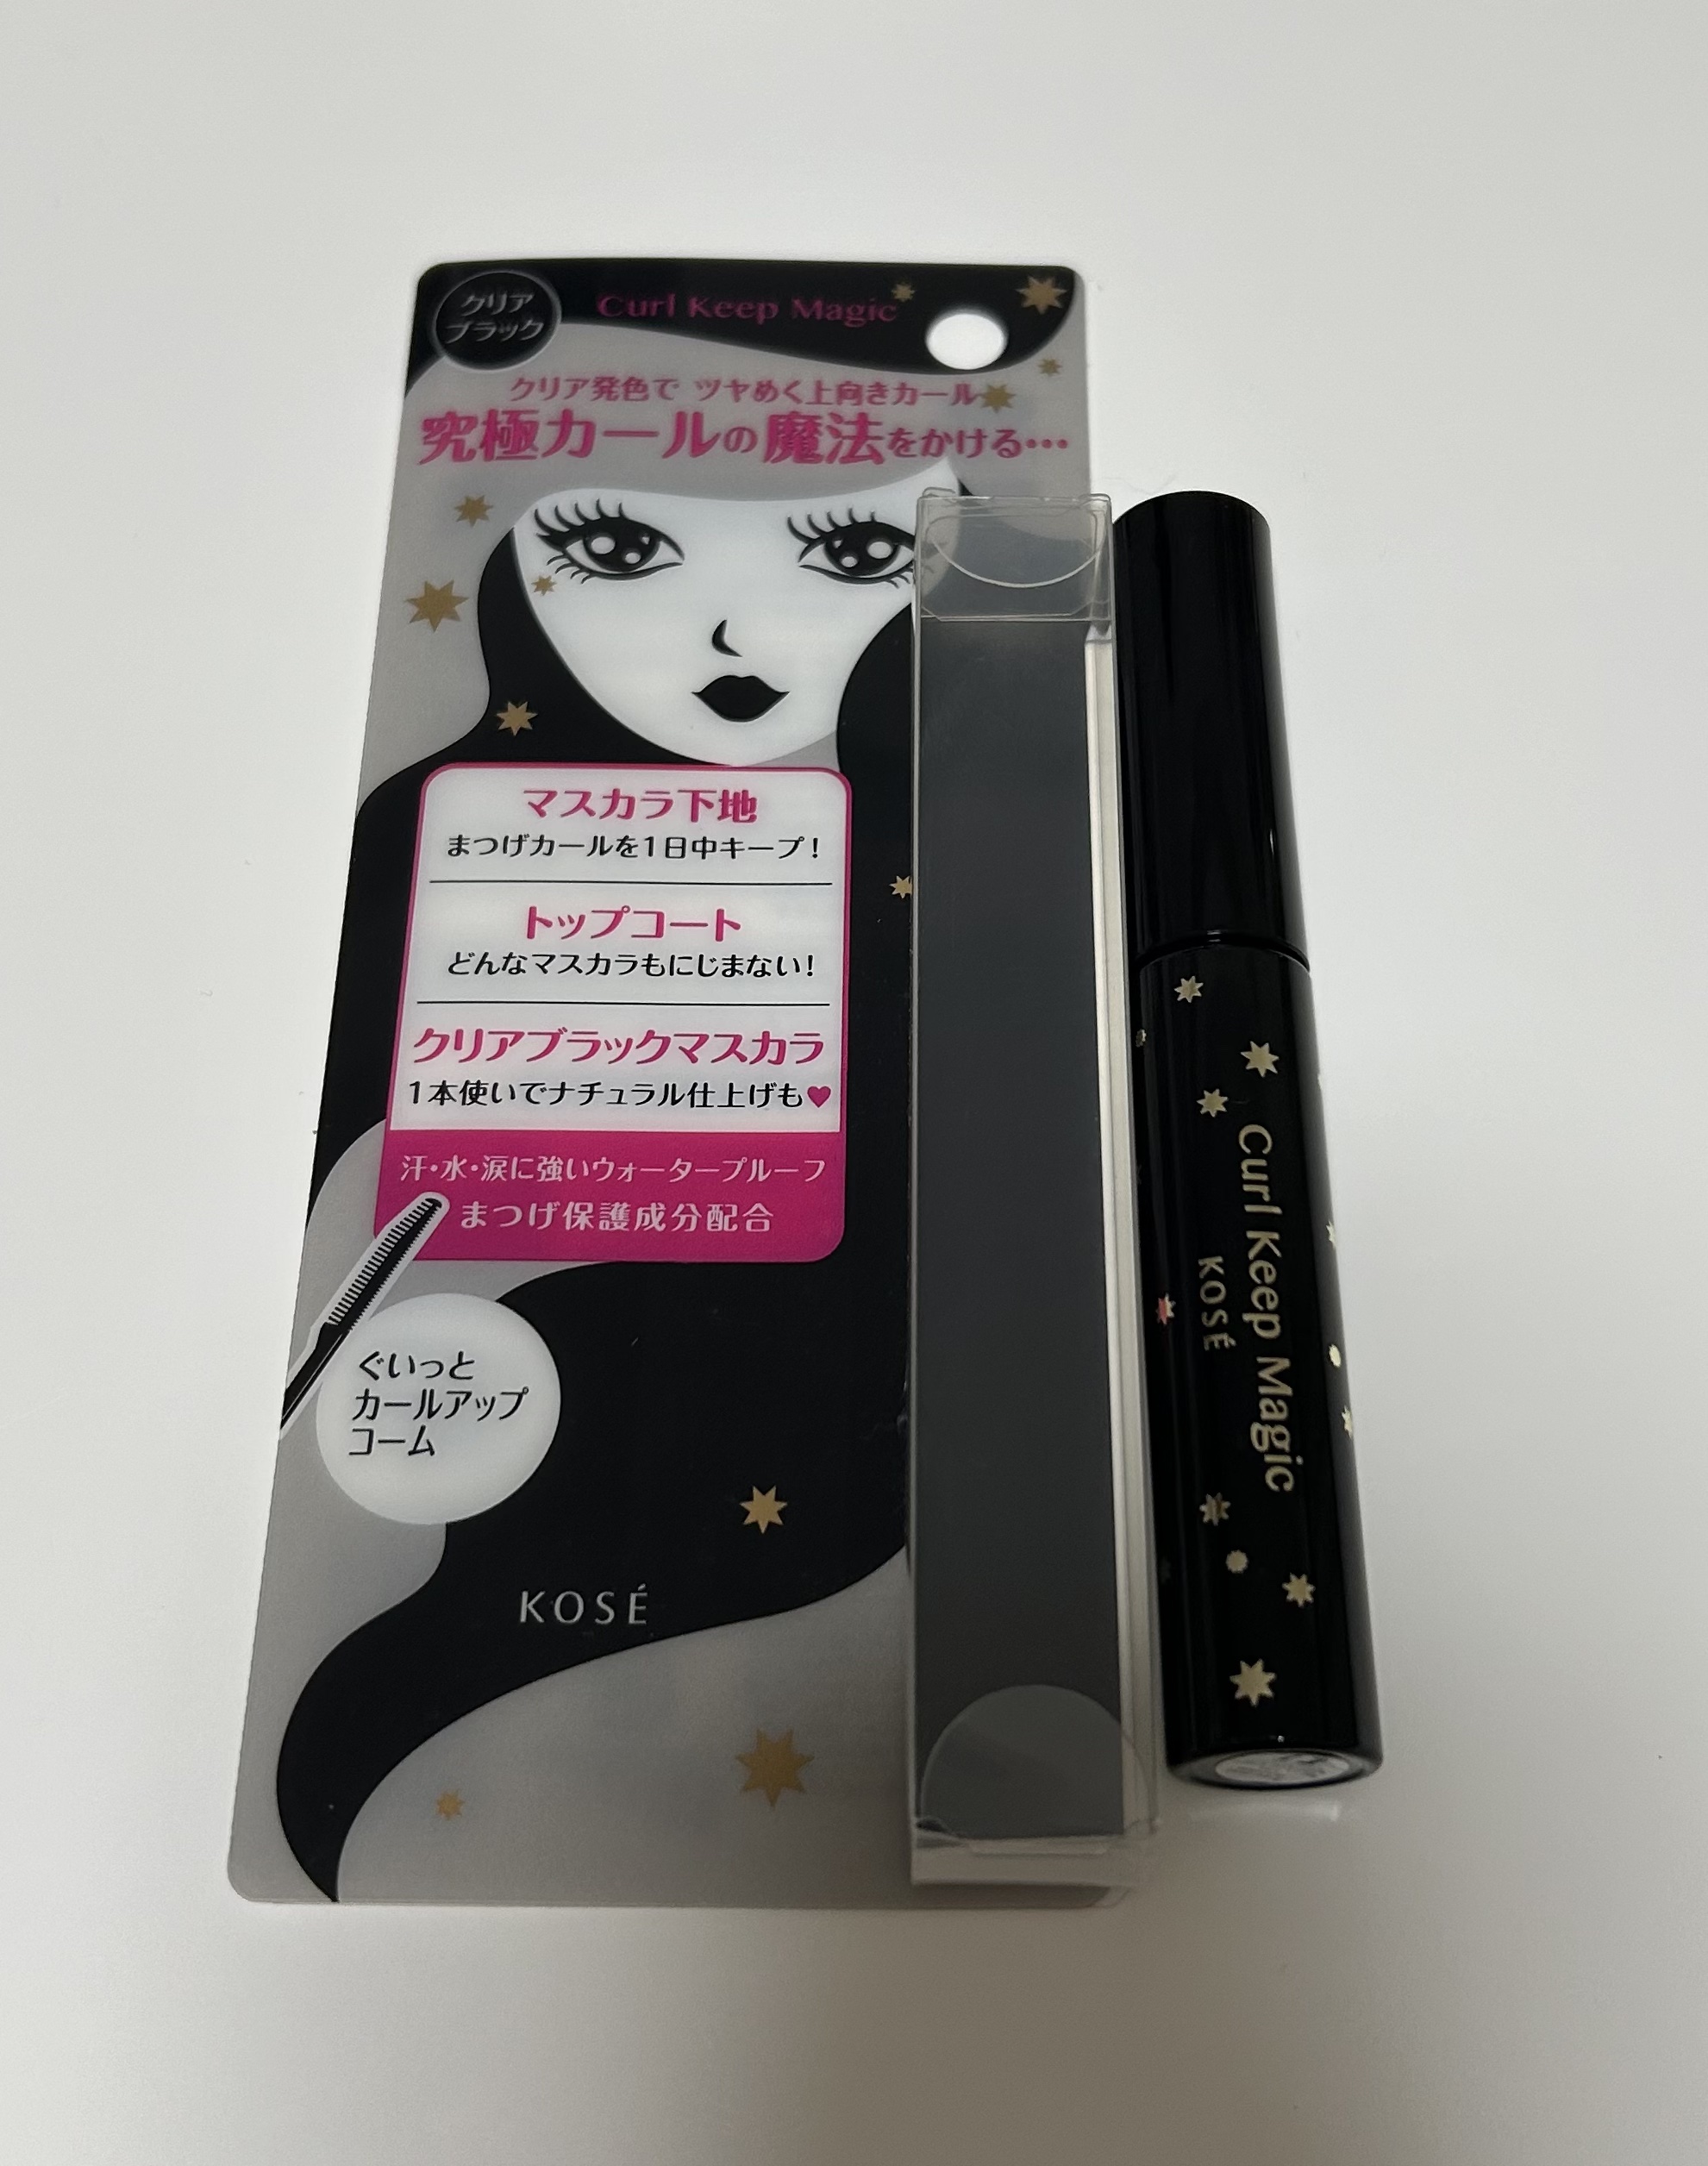 クリア
ブラック
Curl Keep Magic
クリア発色で ツヤめく上向きカール
究極カールの魔法をかける…
マスカラ下地
まつげカールを1日中キープ！
トップコート
どんなマスカラもにじまない！
クリアブラックマスカラ
1本使いでナチュラル仕上げも♥
汗・水・涙に強いウォータープルーフ
まつげ保護成分配合
ぐいっと
カールアップ
コーム
KOSÉ
Curl Keep Magic
KOSÉ